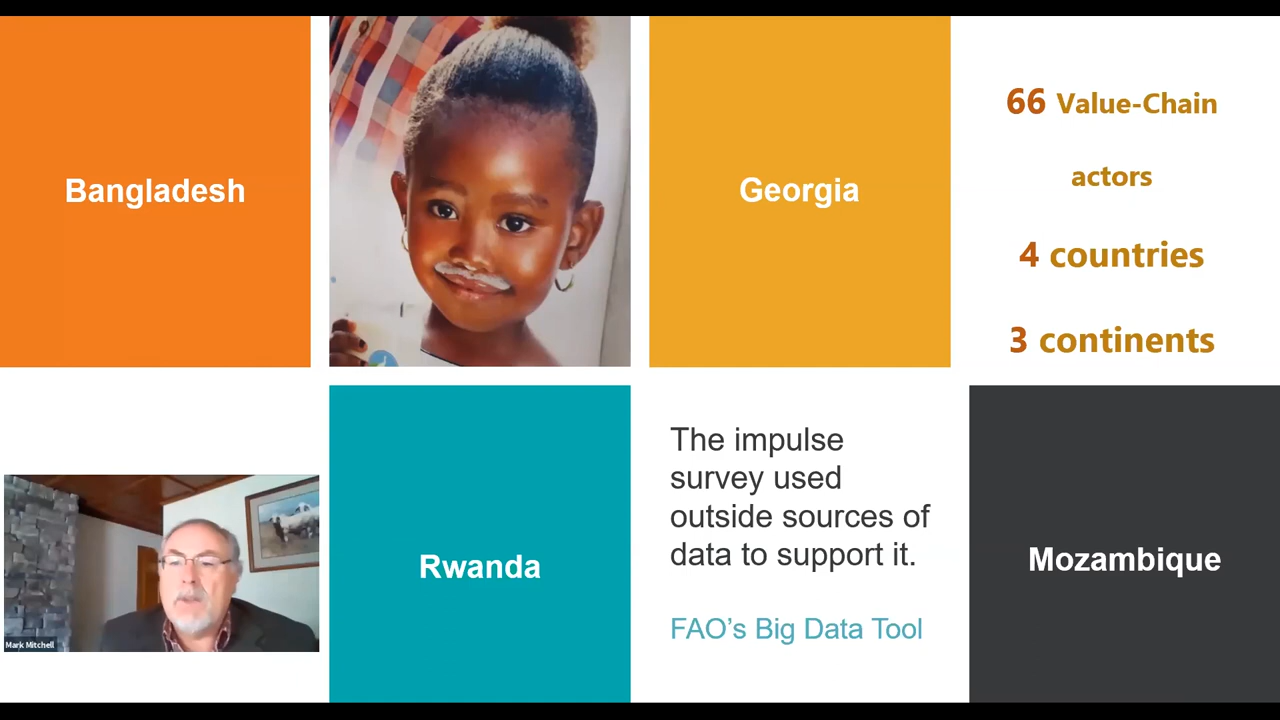 Bangladesh
Georgia
66 Value-Chain
actors
4 countries
3 continents
Rwanda
The impulse
survey used
outside sources of
data to support it.
FAO’s Big Data Tool
Mozambique
Mark Mitchell